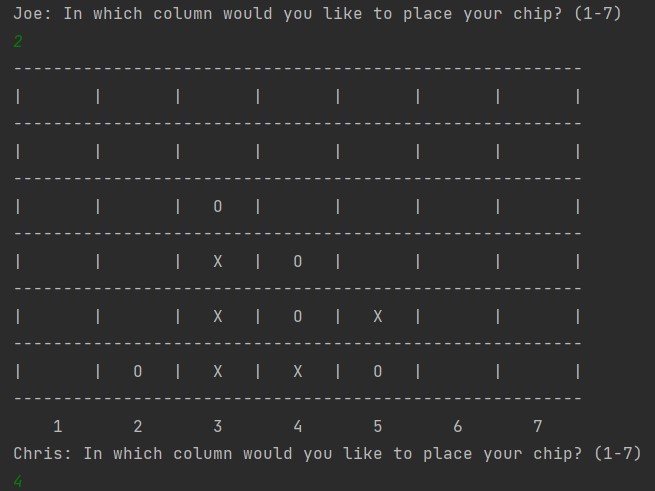 Joe: In which column would you like to place your chip? (1-7)
2
---------------------------------------------------------
|       |       |       |       |       |       |       |
---------------------------------------------------------
|       |       |       |       |       |       |       |
---------------------------------------------------------
|       |       |   O   |       |       |       |       |
---------------------------------------------------------
|       |       |   X   |   O   |       |       |       |
---------------------------------------------------------
|       |       |   X   |   O   |   X   |       |       |
---------------------------------------------------------
|       |   O   |   X   |   X   |   O   |       |       |
---------------------------------------------------------
    1       2       3       4       5       6       7
Chris: In which column would you like to place your chip? (1-7)
4